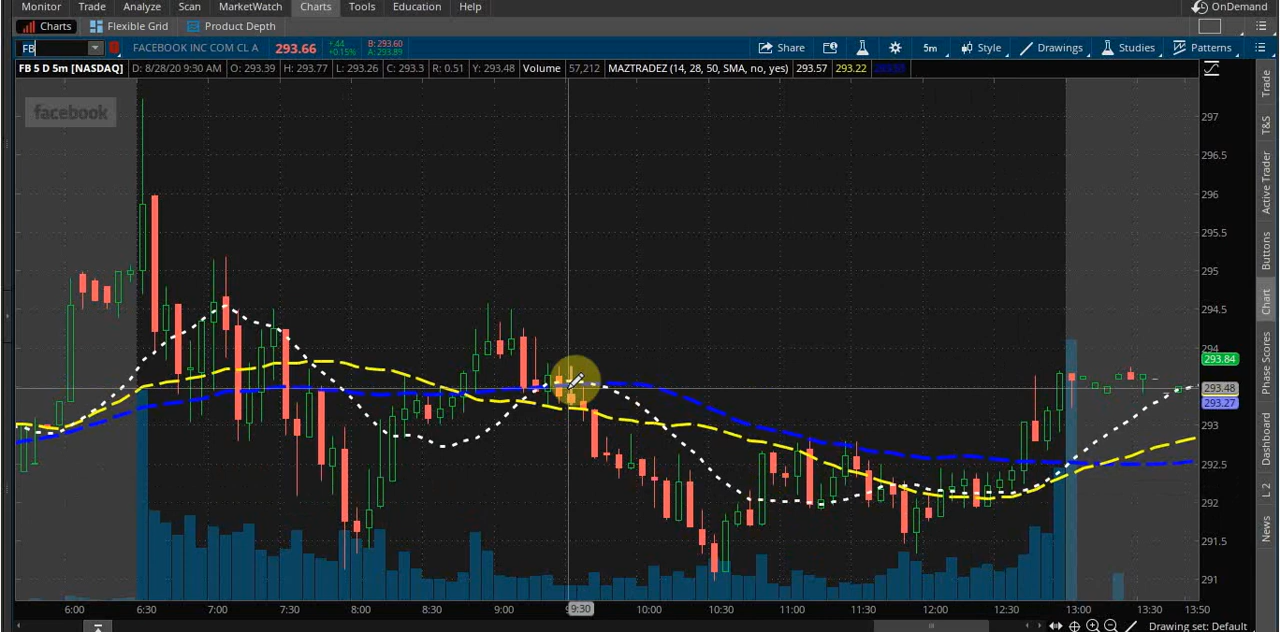 Monitor Trade Analyze Scan MarketWatch Charts Tools Education Help OnDemand
Charts Flexible Grid Product Depth
FB FACEBOOK INC COM CL A 293.66 +.44 +0.15% B: 293.60 A: 293.89 Share 5m Style Drawings Studies Patterns
FB 5 D 5m [NASDAQ] D: 8/28/20 9:30 AM O: 293.39 H: 293.77 L: 293.26 C: 293.3 R: 0.51 Y: 293.48 Volume 57,212 MAZTRADEZ (14, 28, 50, SMA, no, yes) 293.57 293.22
facebook
297
296.5
296
295.5
295
294.5
294
293.84
293.48
293.27
293
292.5
292
291.5
291
6:00 6:30 7:00 7:30 8:00 8:30 9:00 9:30 10:00 10:30 11:00 11:30 12:00 12:30 13:00 13:30 13:50
Drawing set: Default
Trade
T&S
Active Trader
Buttons
Chart
Phase Scores
Dashboard
L 2
News